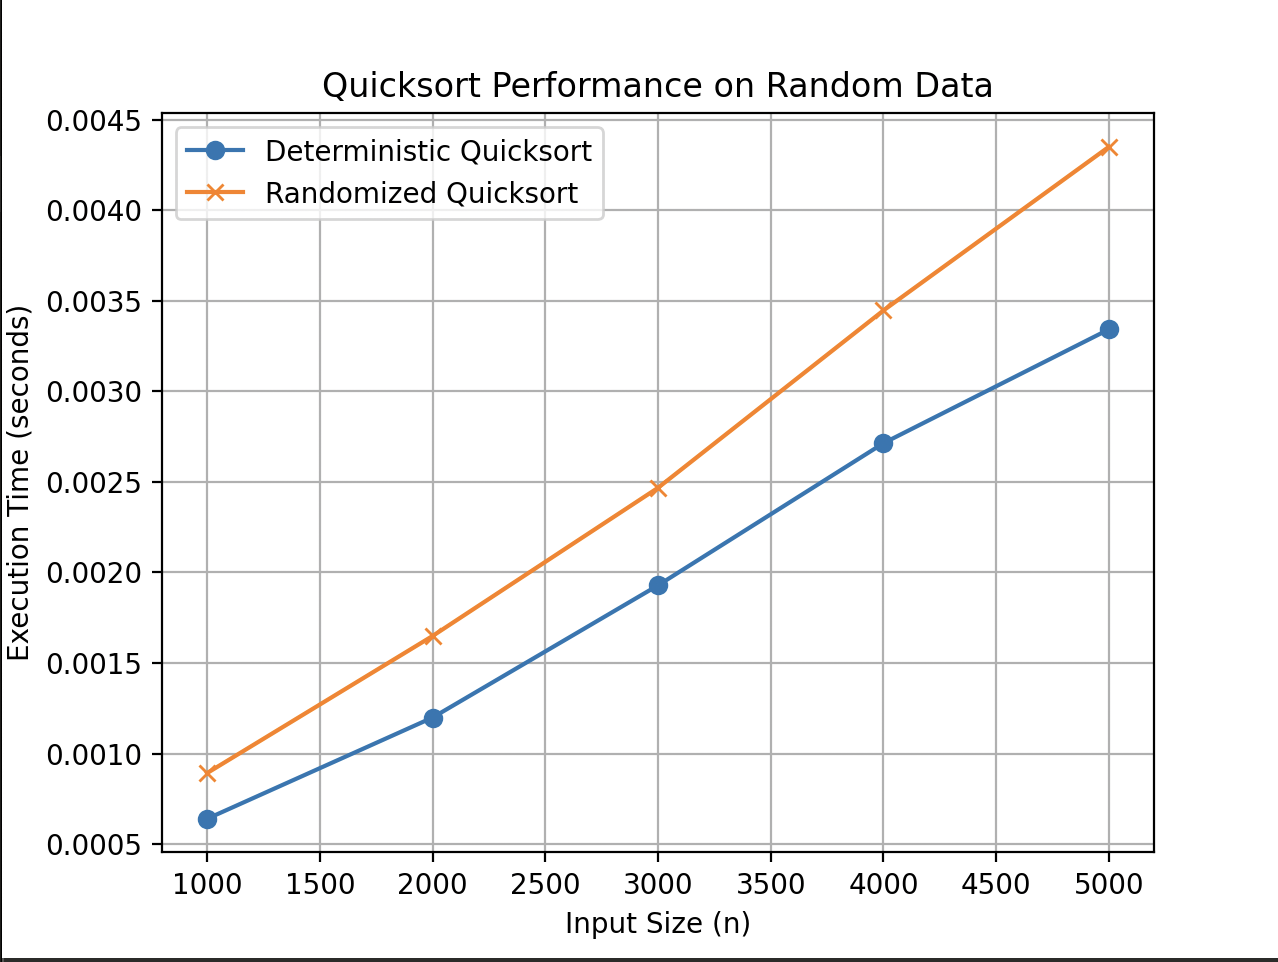 Quicksort Performance on Random Data
Deterministic Quicksort
Randomized Quicksort
Execution Time (seconds)
0.0045
0.0040
0.0035
0.0030
0.0025
0.0020
0.0015
0.0010
0.0005
1000 1500 2000 2500 3000 3500 4000 4500 5000
Input Size (n)